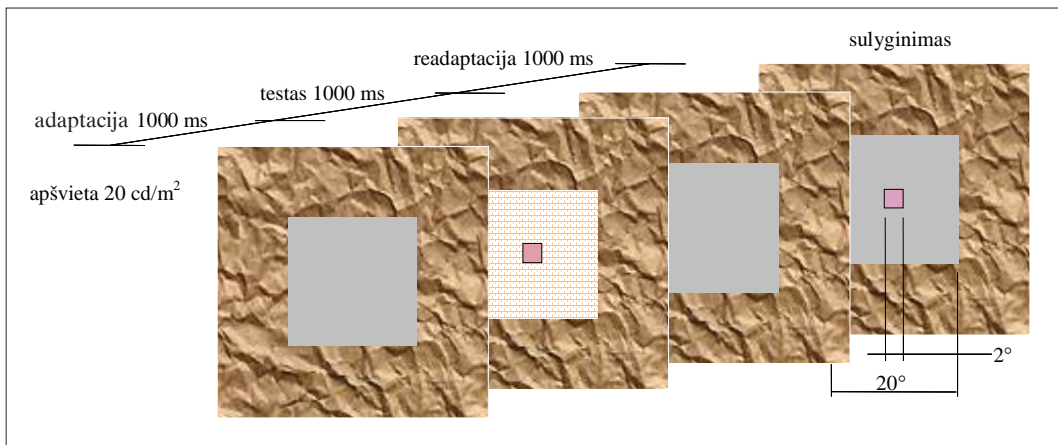 sulyginimas
readaptacija 1000 ms
testas 1000 ms
adaptacija 1000 ms
apšvieta 20 cd/m²
2°
20°